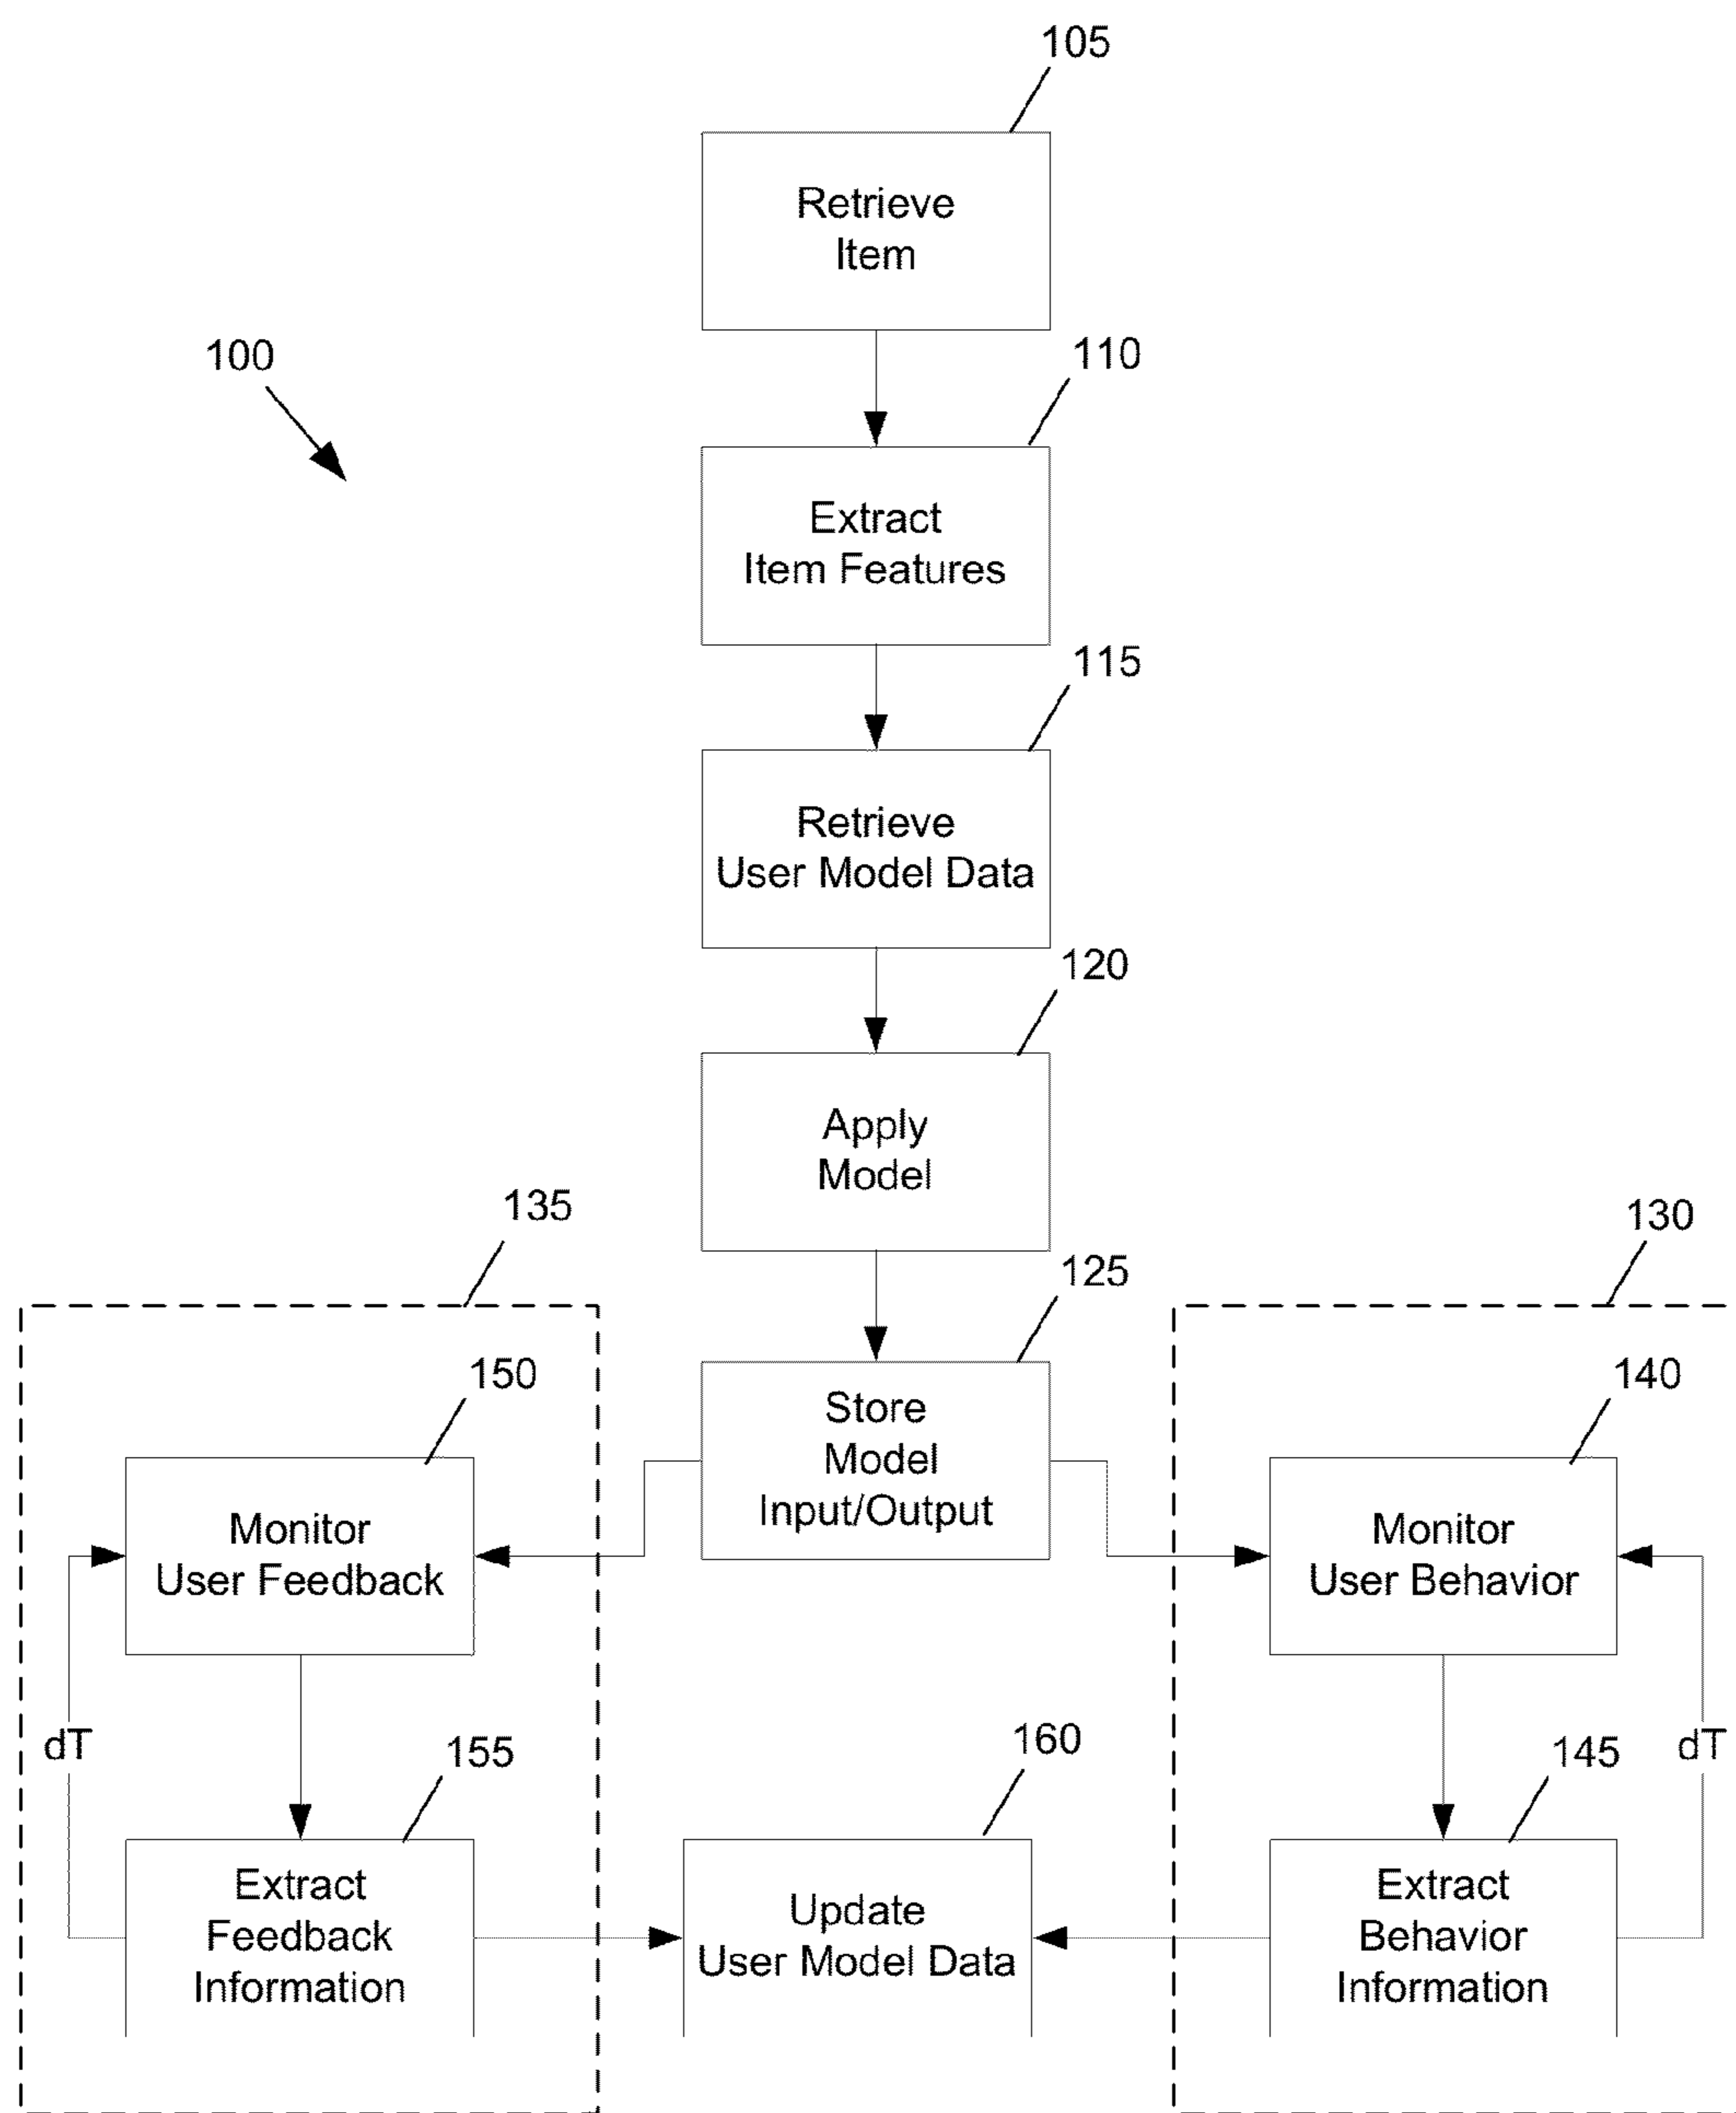 105
Retrieve
Item
100
110
Extract
Item Features
115
Retrieve
User Model Data
120
Apply
Model
135
130
125
150
140
Store
Model
Input/Output
Monitor
User Feedback
Monitor
User Behavior
dT
155
160
145
dT
Extract
Feedback
Information
Update
User Model Data
Extract
Behavior
Information